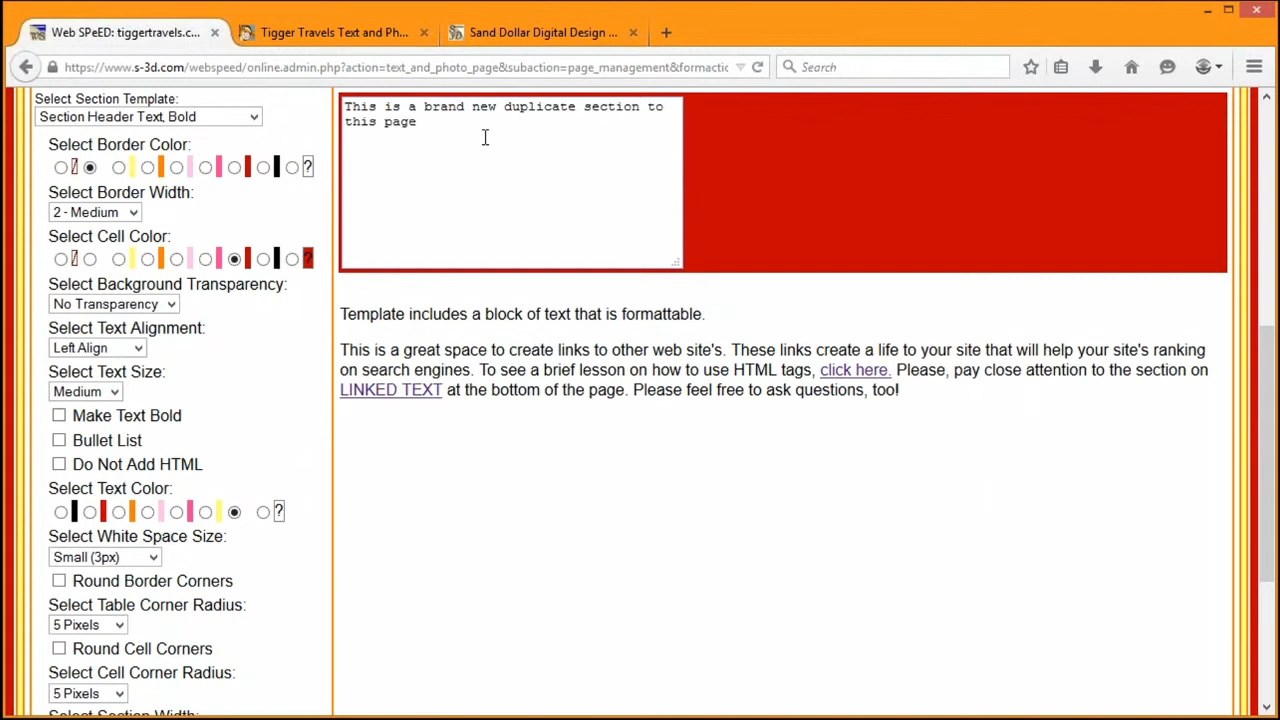 Web SPeED: tiggertravels.c...
Tigger Travels Text and Ph...
Sand Dollar Digital Design ...
https://www.s-3d.com/webspeed/online.admin.php?action=text_and_photo_page&subaction=page_management&formactic
Search
Select Section Template:
Section Header Text, Bold
Select Border Color:
?
Select Border Width:
2 - Medium
Select Cell Color:
?
Select Background Transparency:
No Transparency
Select Text Alignment:
Left Align
Select Text Size:
Medium
Make Text Bold
Bullet List
Do Not Add HTML
Select Text Color:
?
Select White Space Size:
Small (3px)
Round Border Corners
Select Table Corner Radius:
5 Pixels
Round Cell Corners
Select Cell Corner Radius:
5 Pixels
Select Section Width:
This is a brand new duplicate section to
this page
Template includes a block of text that is formattable.
This is a great space to create links to other web site's. These links create a life to your site that will help your site's ranking
on search engines. To see a brief lesson on how to use HTML tags, click here. Please, pay close attention to the section on
LINKED TEXT at the bottom of the page. Please feel free to ask questions, too!